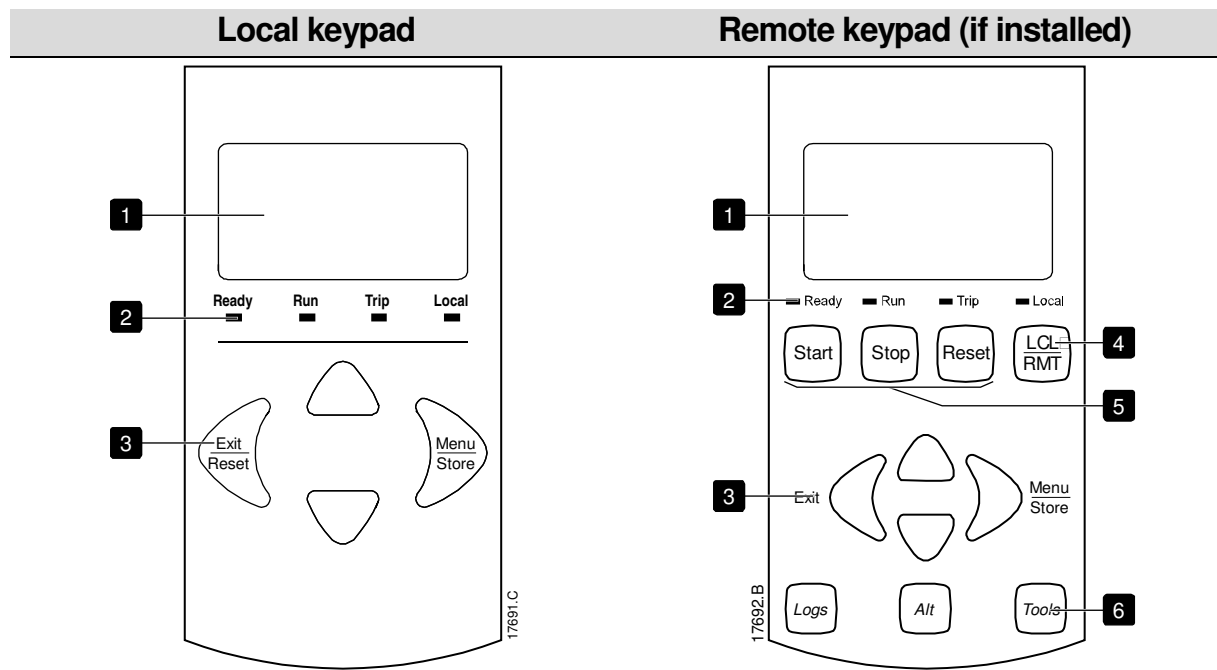 Local keypad
Remote keypad (if installed)
1
Ready Run Trip Local
2
3
Exit
Reset
Menu
Store
17691.C
1
2
Ready Run Trip Local
Start Stop Reset LCL
RMT
4
5
3
Exit
Menu
Store
17692.B
Logs Alt Tools
6